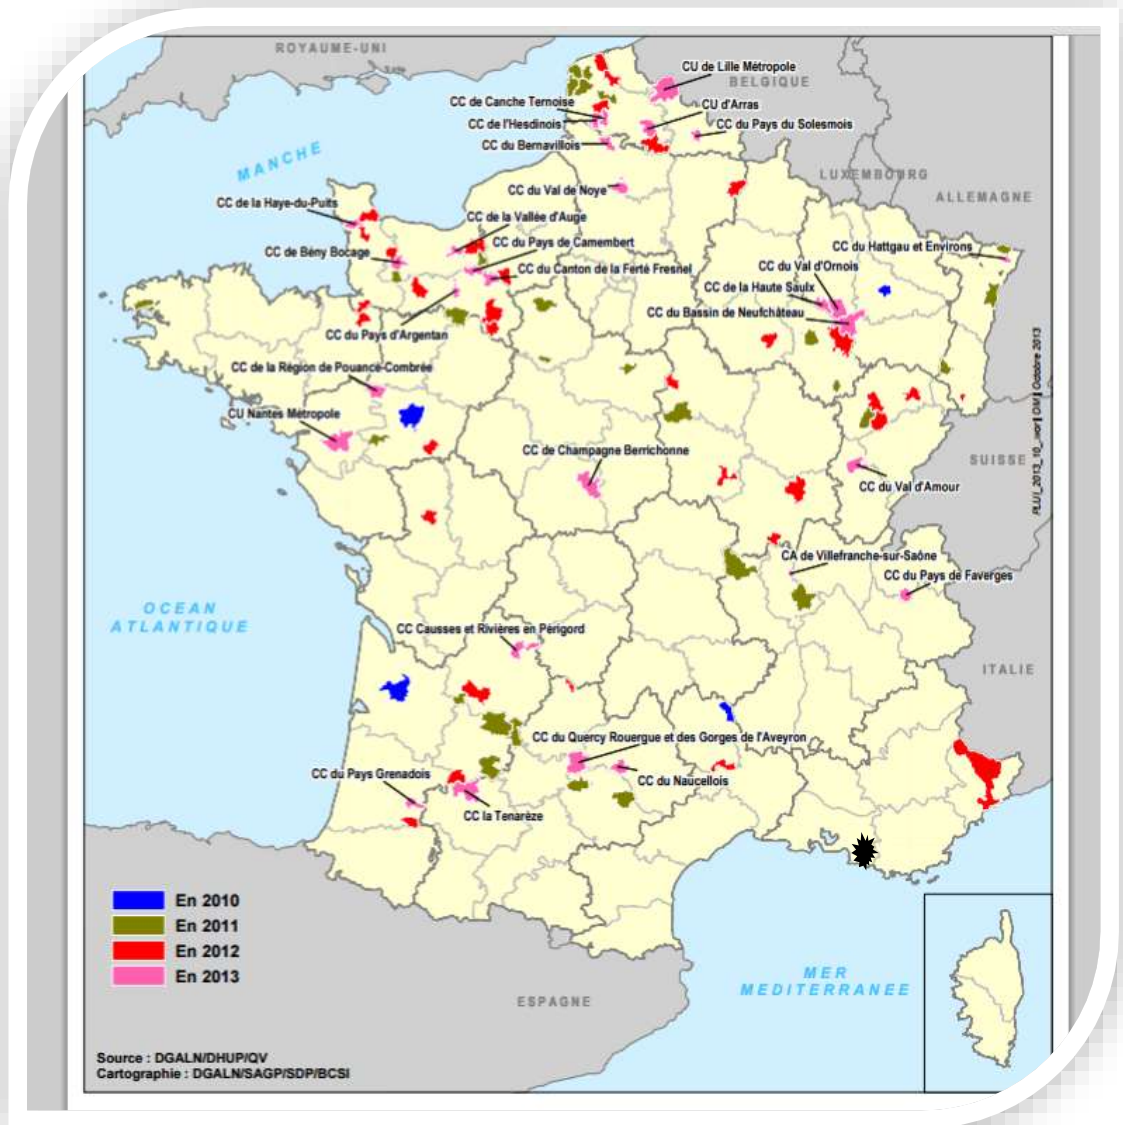 ROYAUME-UNI
CU de Lille Métropole
BELGIQUE
CC de Canche Ternoise
CU d'Arras
CC de l'Hesdinois
CC du Pays du Solesmois
CC du Bernavillois
MANCHE
LUXEMBOURG
CC du Val de Noye
ALLEMAGNE
CC de la Haye-du-Puits
CC de la Vallée d'Auge
CC du Pays de Camembert
CC du Hattgau et Environs
CC de Bény Bocage
CC du Canton de la Ferté Fresnel
CC du Val d'Ornois
CC de la Haute Saulx
CC du Bassin de Neufchâteau
CC du Pays d'Argentan
CC de la Région de Pouancé-Combrée
CU Nantes Métropole
CC de Champagne Berrichonne
SUISSE
CC du Val d'Amour
CA de Villefranche-sur-Saône
CC du Pays de Faverges
OCEAN
ATLANTIQUE
CC Causses et Rivières en Périgord
ITALIE
CC du Quercy Rouergue et des Gorges de l'Aveyron
CC du Pays Grenadois
CC du Naucellois
CC la Tenarèze
En 2010
En 2011
En 2012
En 2013
MER
MEDITERRANEE
ESPAGNE
Source : DGALN/DHUP/QV
Cartographie : DGALN/SAGP/SDP/BCSI